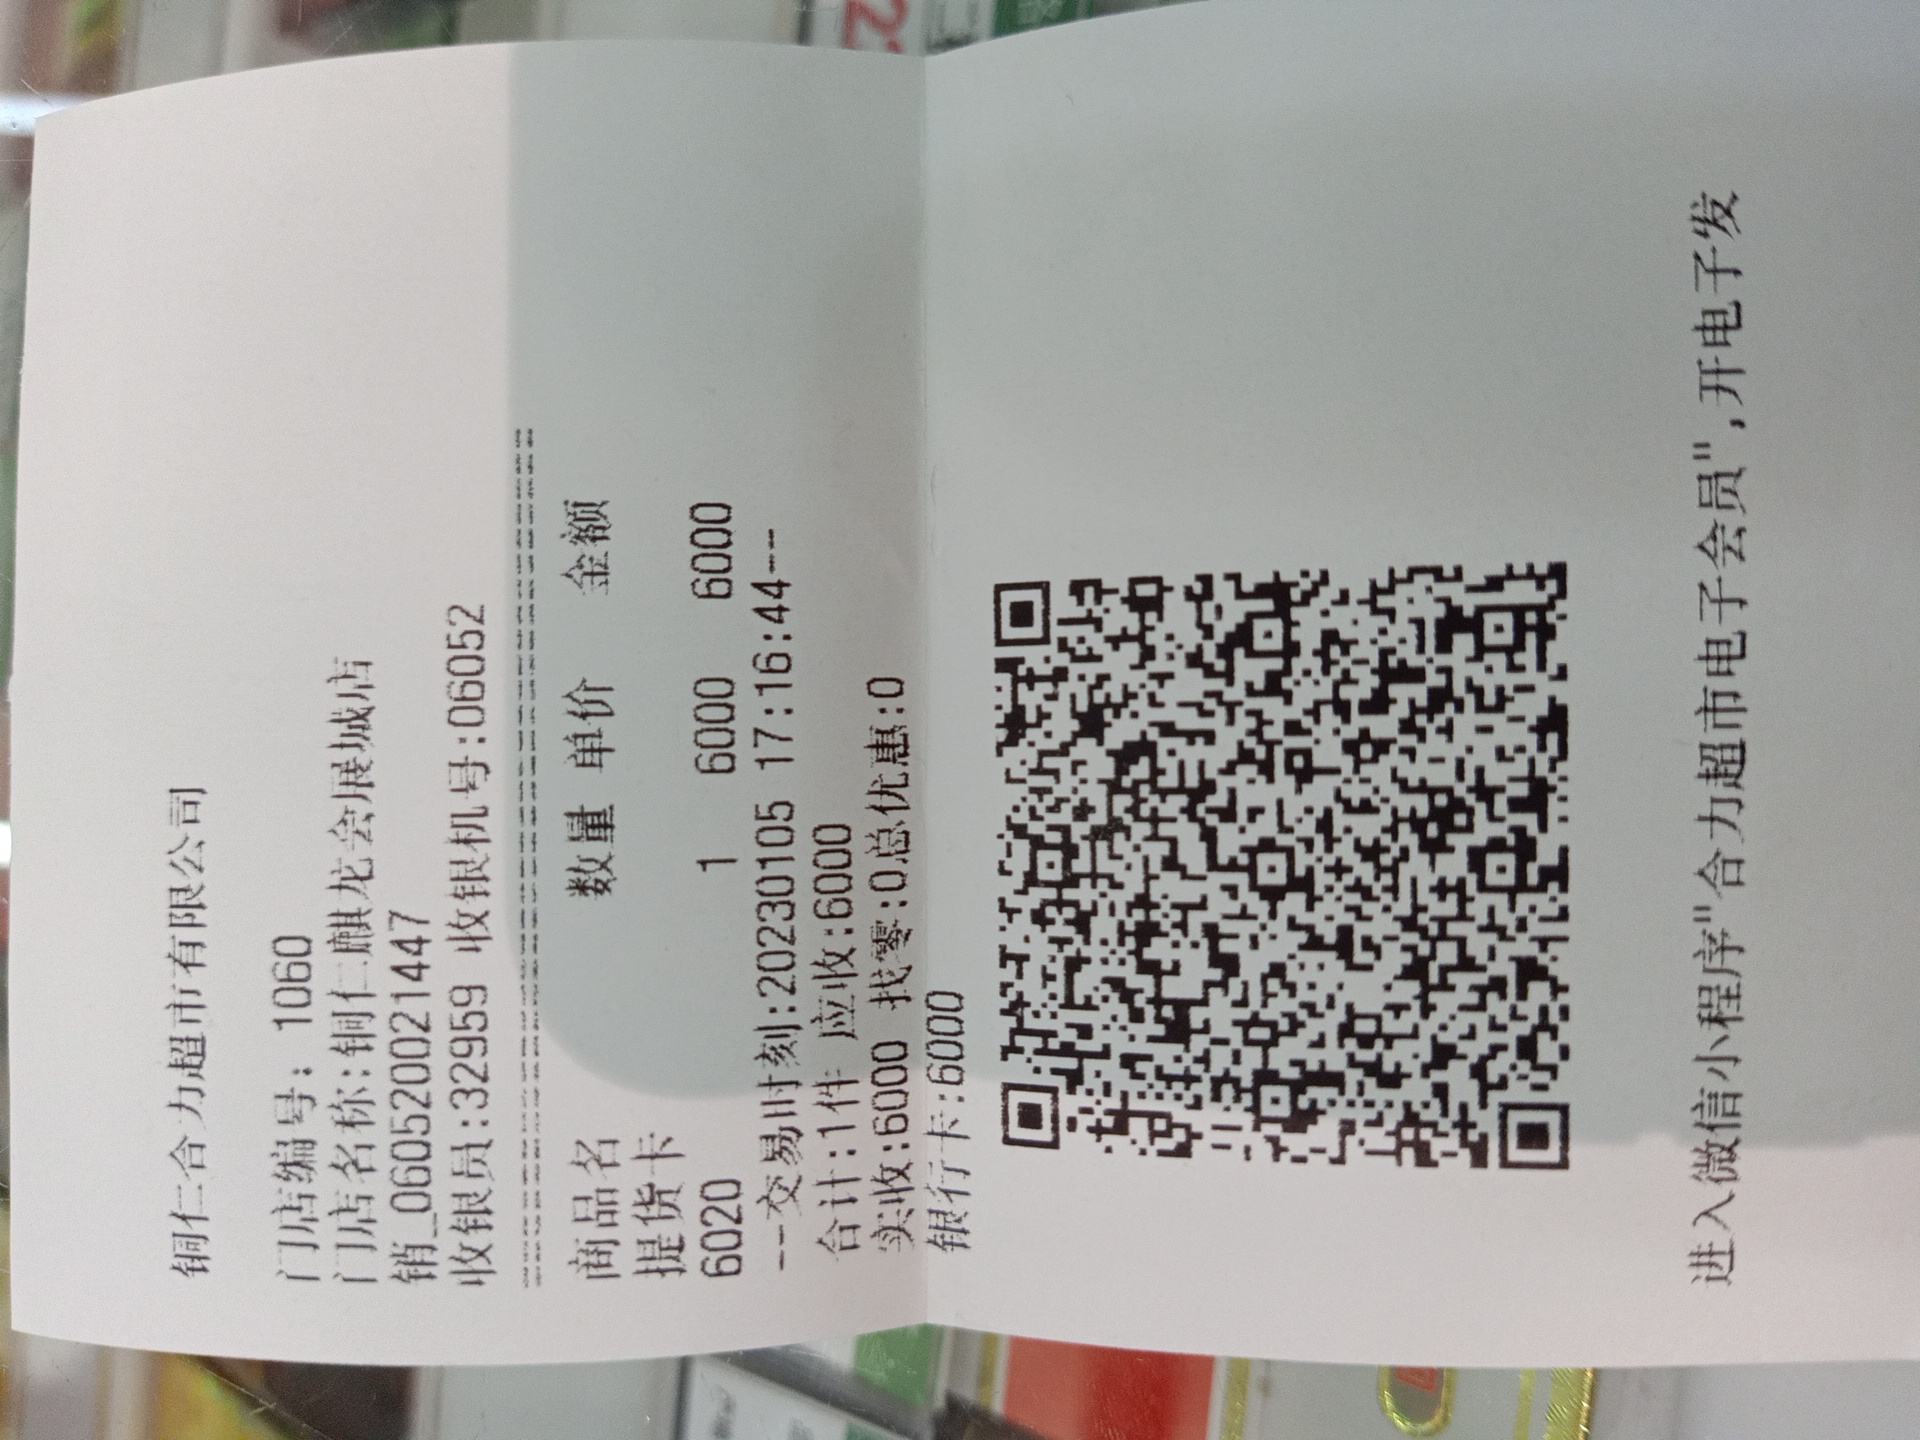 铜仁合力超市有限公司
门店编号: 1060
门店名称:铜仁麒龙会展城店
销_060520021447
收银员:32959 收银机号:06052
商品名 数量 单价 金额
提货卡
6020 1 6000 6000
--交易时刻:20230105 17:16:44---
合计:1件 应收:6000
实收:6000 找零:0总优惠:0
银行卡:6000
进入微信小程序"合力超市电子会员",开电子发